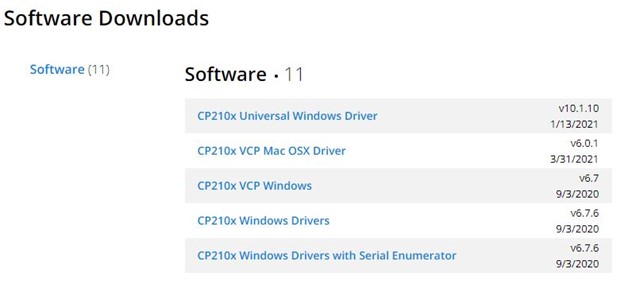 Software Downloads
Software (11)
Software • 11
CP210x Universal Windows Driver
v10.1.10
1/13/2021
CP210x VCP Mac OSX Driver
v6.0.1
3/31/2021
CP210x VCP Windows
v6.7
9/3/2020
CP210x Windows Drivers
v6.7.6
9/3/2020
CP210x Windows Drivers with Serial Enumerator
v6.7.6
9/3/2020